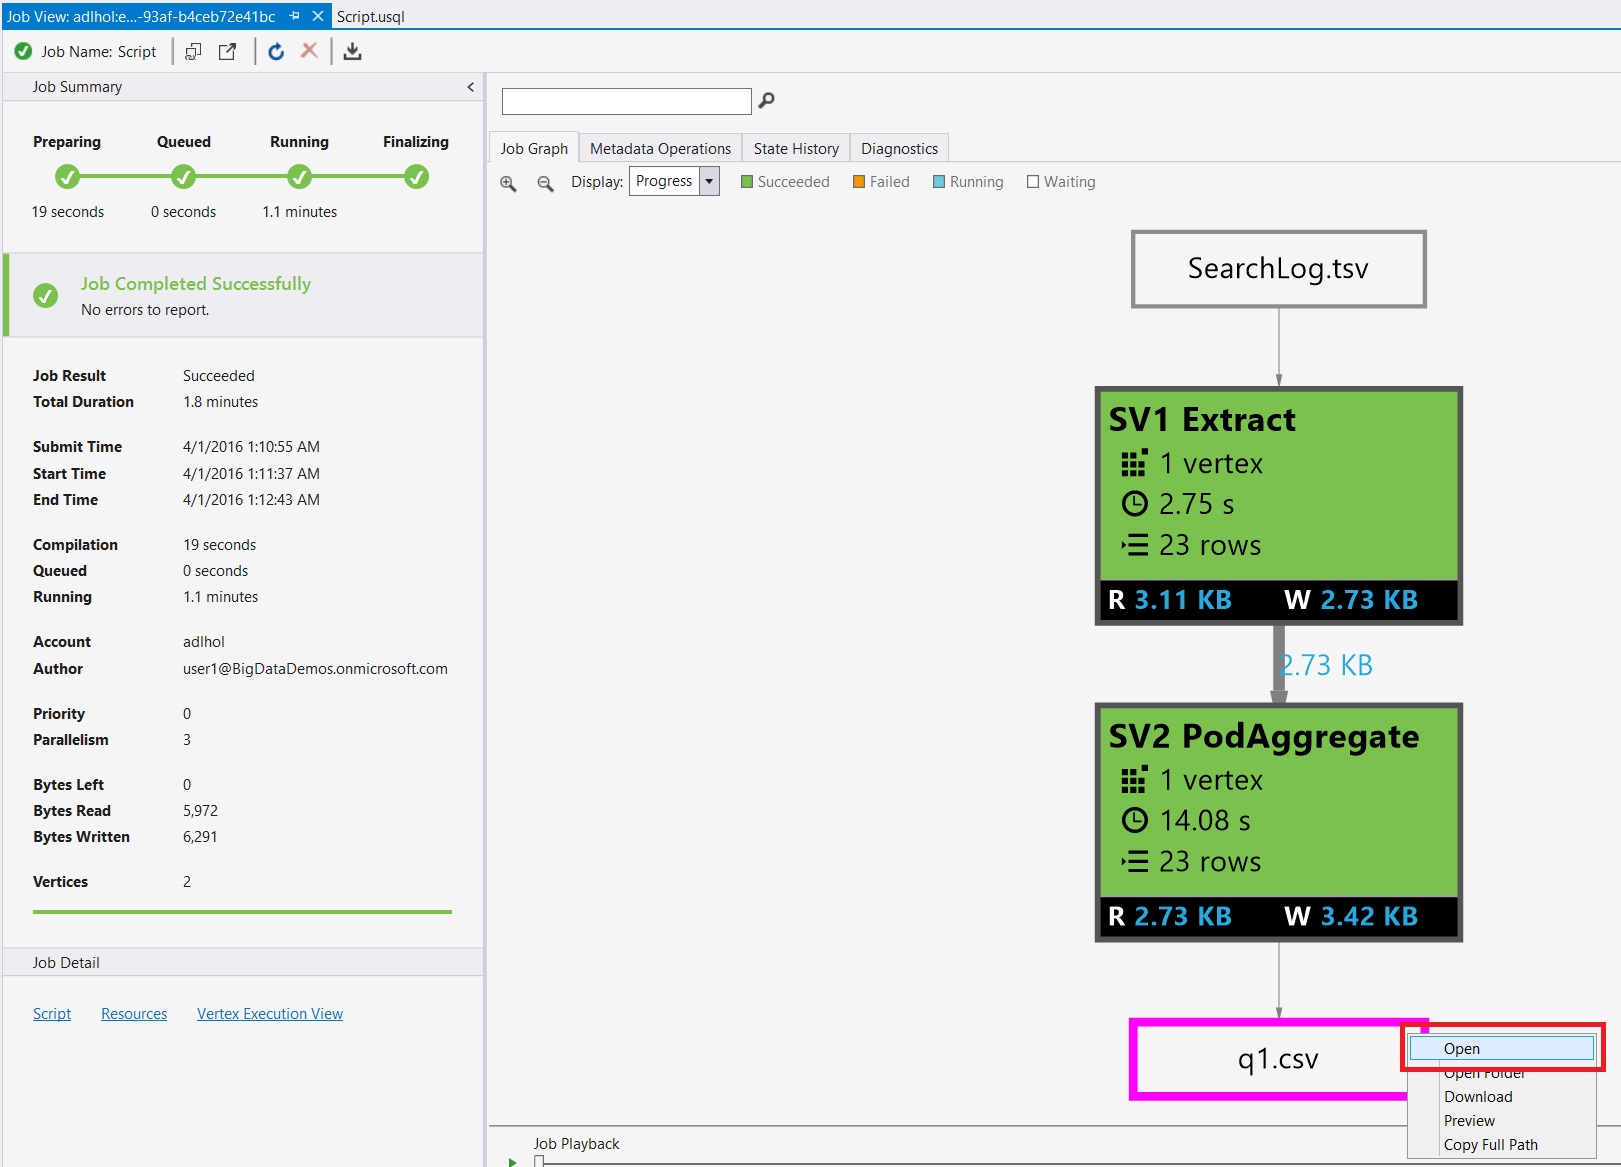 Job View: adlhol:e...-93af-b4ceb72e41bc
Script.usql
Job Name: Script
Job Summary
Preparing Queued Running Finalizing
19 seconds 0 seconds 1.1 minutes
Job Completed Successfully
No errors to report.
Job Result Succeeded
Total Duration 1.8 minutes
Submit Time 4/1/2016 1:10:55 AM
Start Time 4/1/2016 1:11:37 AM
End Time 4/1/2016 1:12:43 AM
Compilation 19 seconds
Queued 0 seconds
Running 1.1 minutes
Account adlhol
Author user1@BigDataDemos.onmicrosoft.com
Priority 0
Parallelism 3
Bytes Left 0
Bytes Read 5,972
Bytes Written 6,291
Vertices 2
Job Detail
Script Resources Vertex Execution View
Job Graph Metadata Operations State History Diagnostics
Display: Progress Succeeded Failed Running Waiting
SearchLog.tsv
SV1 Extract
1 vertex
2.75 s
23 rows
R 3.11 KB W 2.73 KB
2.73 KB
SV2 PodAggregate
1 vertex
14.08 s
23 rows
R 2.73 KB W 3.42 KB
q1.csv
Open
Open Folder
Download
Preview
Copy Full Path
Job Playback